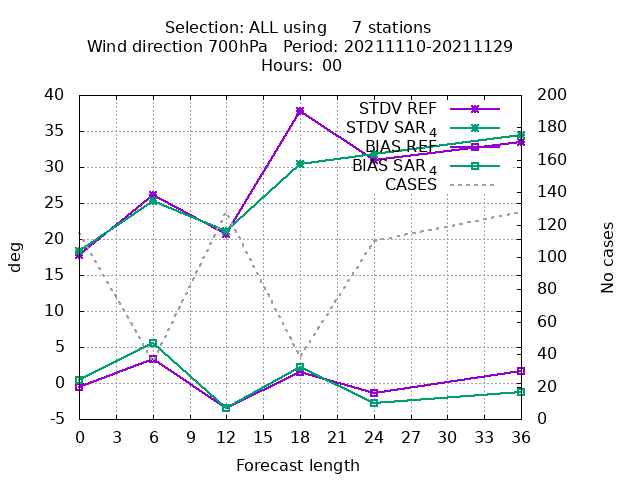 Selection: ALL using     7 stations
Wind direction 700hPa   Period: 20211110-20211129
Hours: 00
STDV REF
STDV SAR 4
BIAS REF
BIAS SAR 4
CASES
40
35
30
25
20
15
10
5
0
-5
200
180
160
140
120
100
80
60
40
20
0
deg
No cases
0 3 6 9 12 15 18 21 24 27 30 33 36
Forecast length